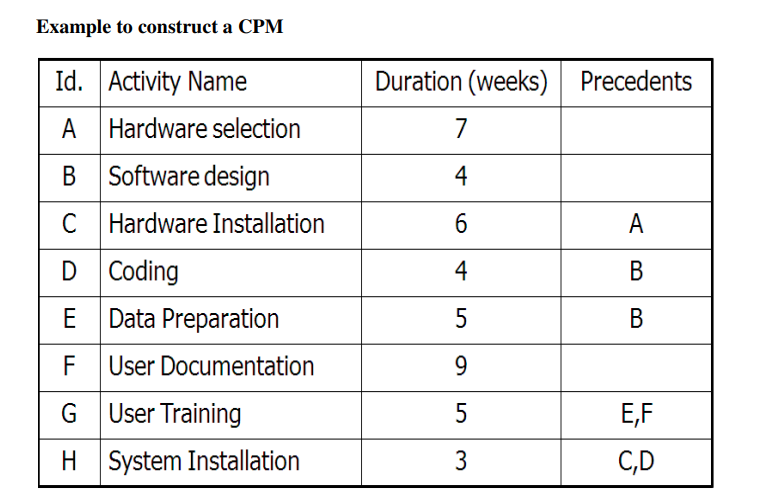 Example to construct a CPM
Id. Activity Name Duration (weeks) Precedents
A Hardware selection 7
B Software design 4
C Hardware Installation 6 A
D Coding 4 B
E Data Preparation 5 B
F User Documentation 9
G User Training 5 E,F
H System Installation 3 C,D